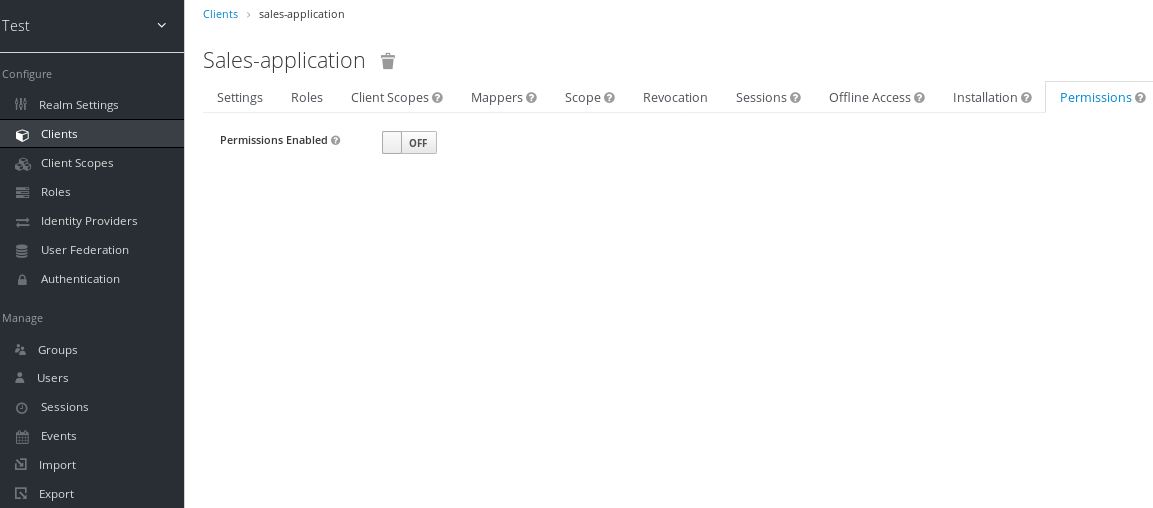 Test
Configure
Realm Settings
Clients
Client Scopes
Roles
Identity Providers
User Federation
Authentication
Manage
Groups
Users
Sessions
Events
Import
Export
Clients › sales-application
Sales-application
Settings Roles Client Scopes ? Mappers ? Scope ? Revocation Sessions ? Offline Access ? Installation ? Permissions ?
Permissions Enabled ? OFF